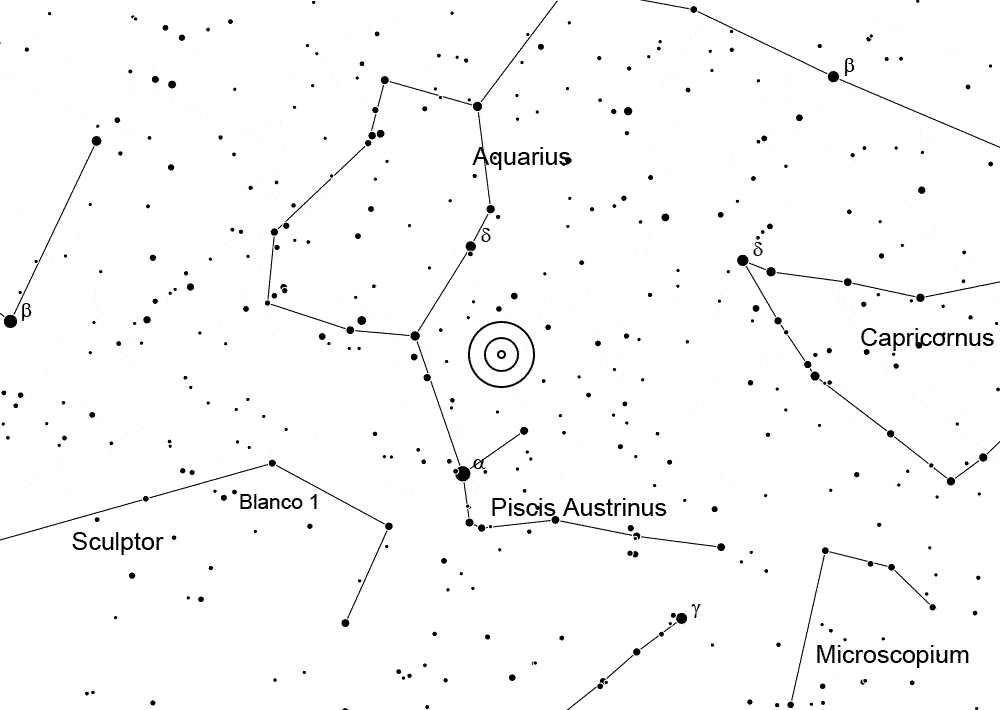 β
Aquarius
δ
δ
β
Capricornus
α
Blanco 1
Piscis Austrinus
Sculptor
γ
Microscopium